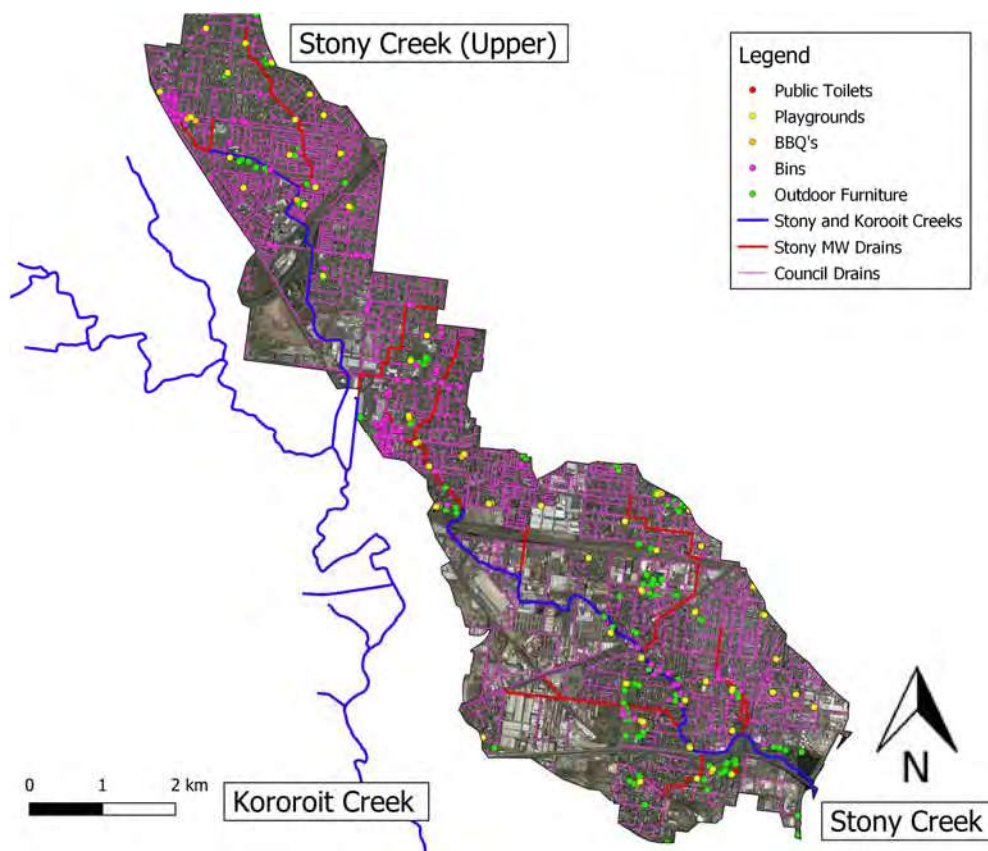 Stony Creek (Upper)
Legend
Public Toilets
Playgrounds
BBQ's
Bins
Outdoor Furniture
Stony and Korooit Creeks
Stony MW Drains
Council Drains
0 1 2 km
Kororoit Creek
N
Stony Creek